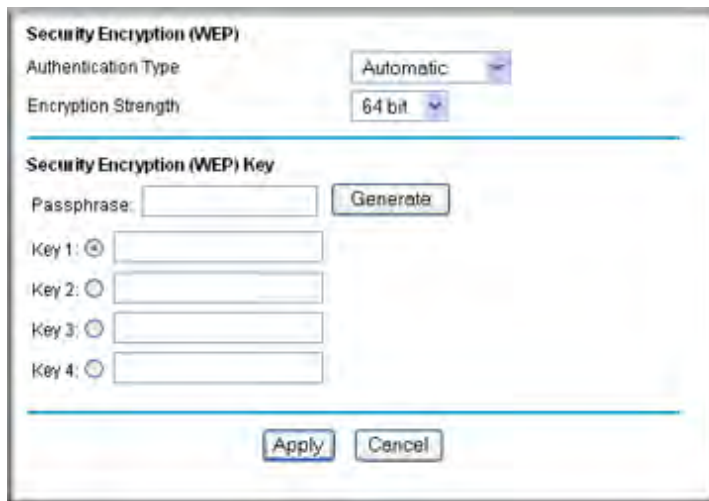 Security Encryption (WEP)
Authentication Type Automatic
Encryption Strength 64 bit
Security Encryption (WEP) Key
Passphrase: Generate
Key 1:
Key 2:
Key 3:
Key 4:
Apply Cancel